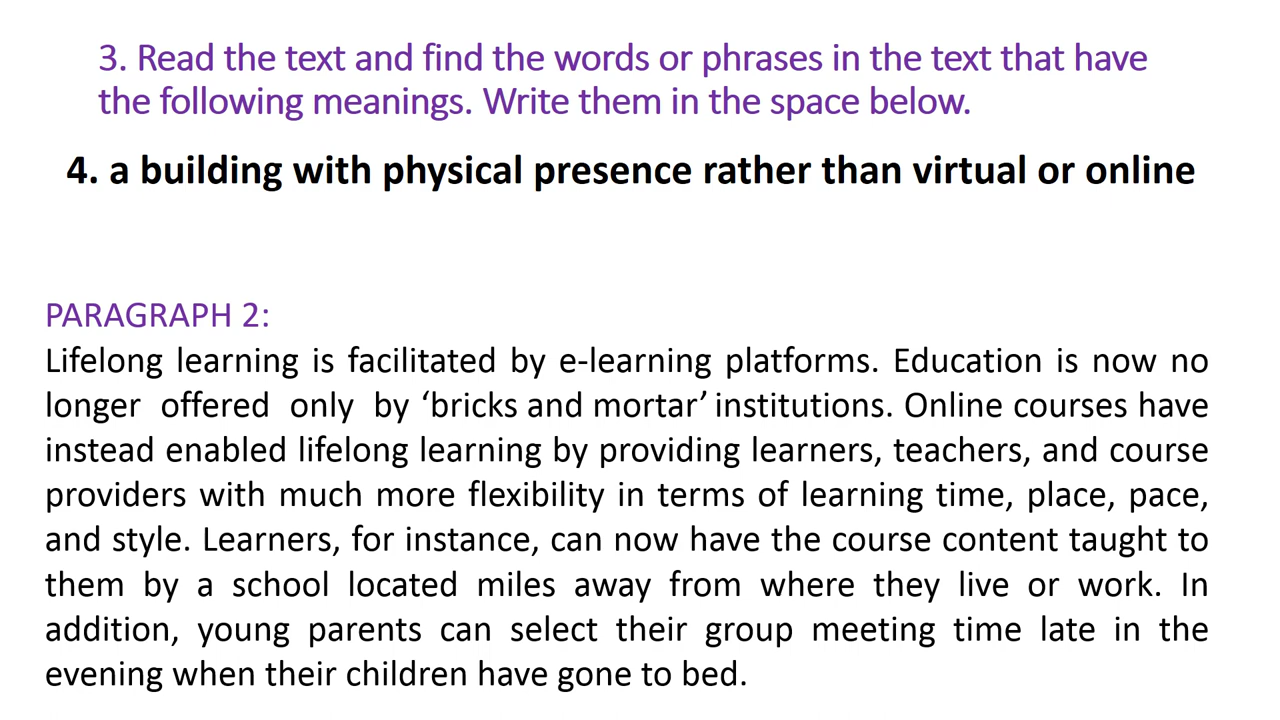 3. Read the text and find the words or phrases in the text that have
the following meanings. Write them in the space below.
4. a building with physical presence rather than virtual or online
PARAGRAPH 2:
Lifelong learning is facilitated by e-learning platforms. Education is now no
longer offered only by ‘bricks and mortar’ institutions. Online courses have
instead enabled lifelong learning by providing learners, teachers, and course
providers with much more flexibility in terms of learning time, place, pace,
and style. Learners, for instance, can now have the course content taught to
them by a school located miles away from where they live or work. In
addition, young parents can select their group meeting time late in the
evening when their children have gone to bed.